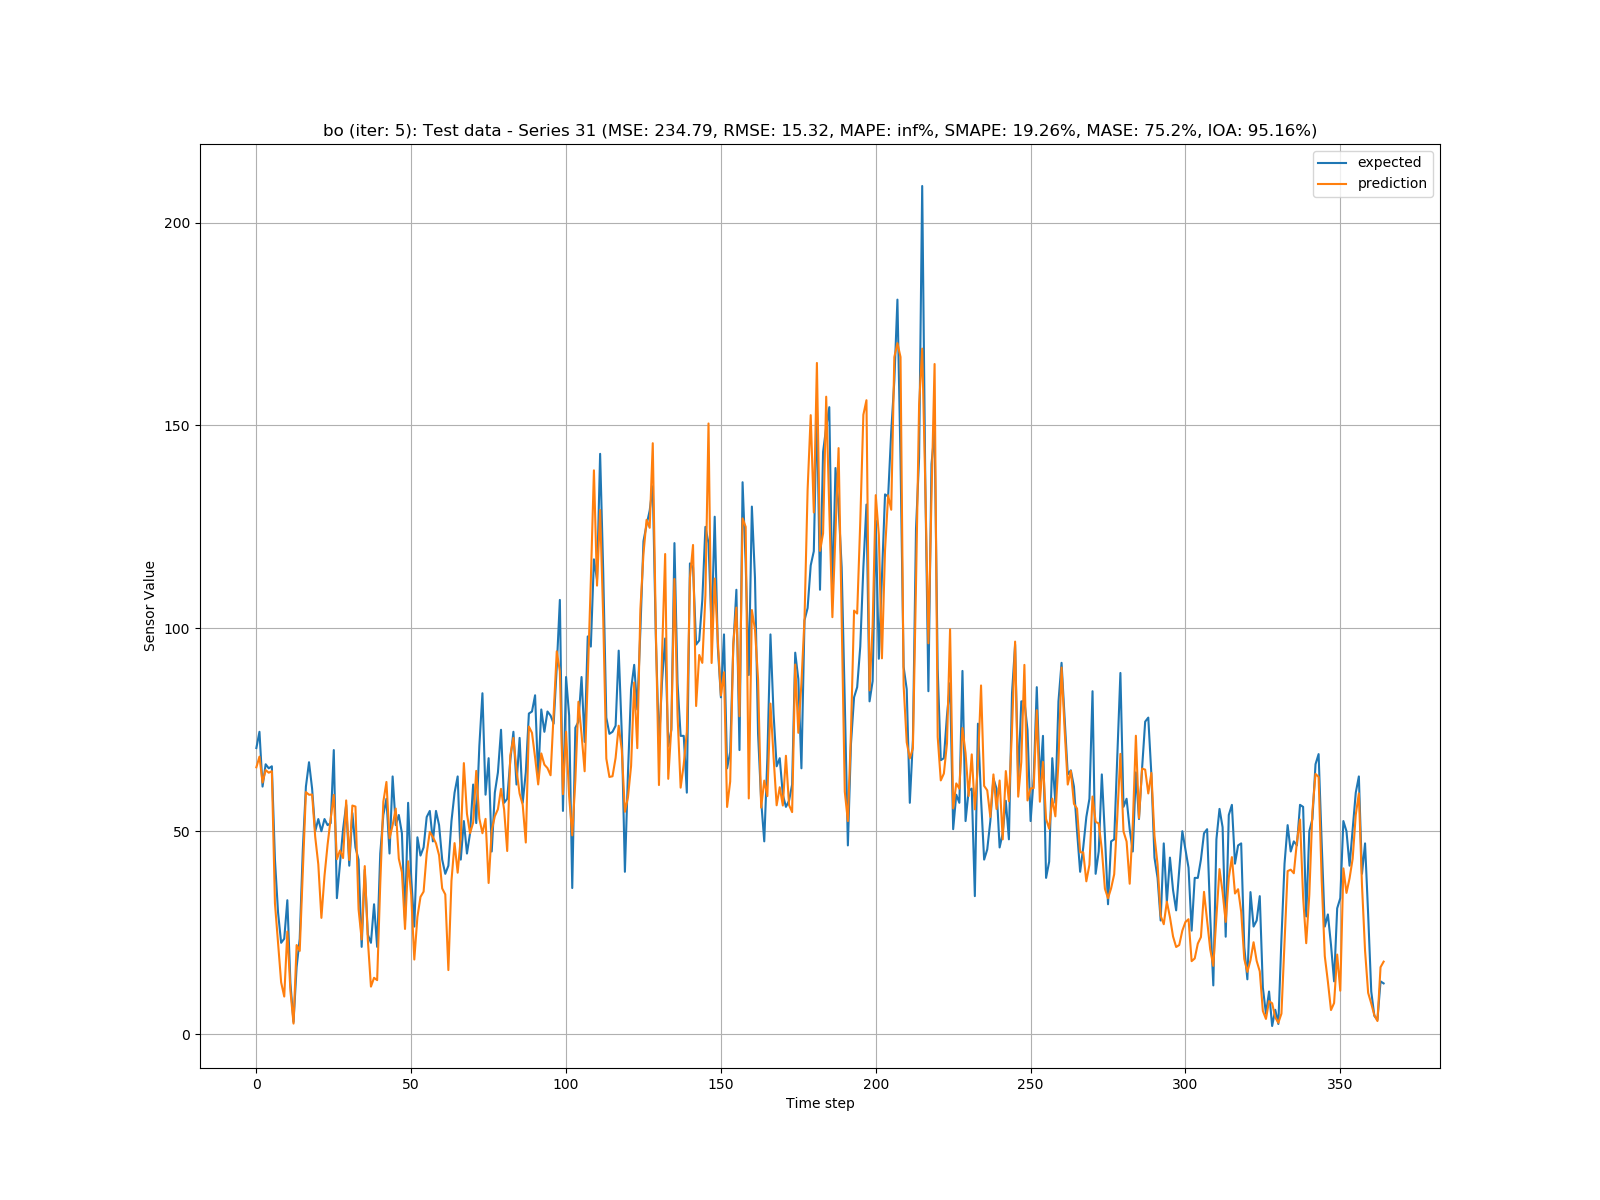 bo (iter: 5): Test data - Series 31 (MSE: 234.79, RMSE: 15.32, MAPE: inf%, SMAPE: 19.26%, MASE: 75.2%, IOA: 95.16%)
expected
prediction
200
150
100
50
0
Sensor Value
0 50 100 150 200 250 300 350
Time step